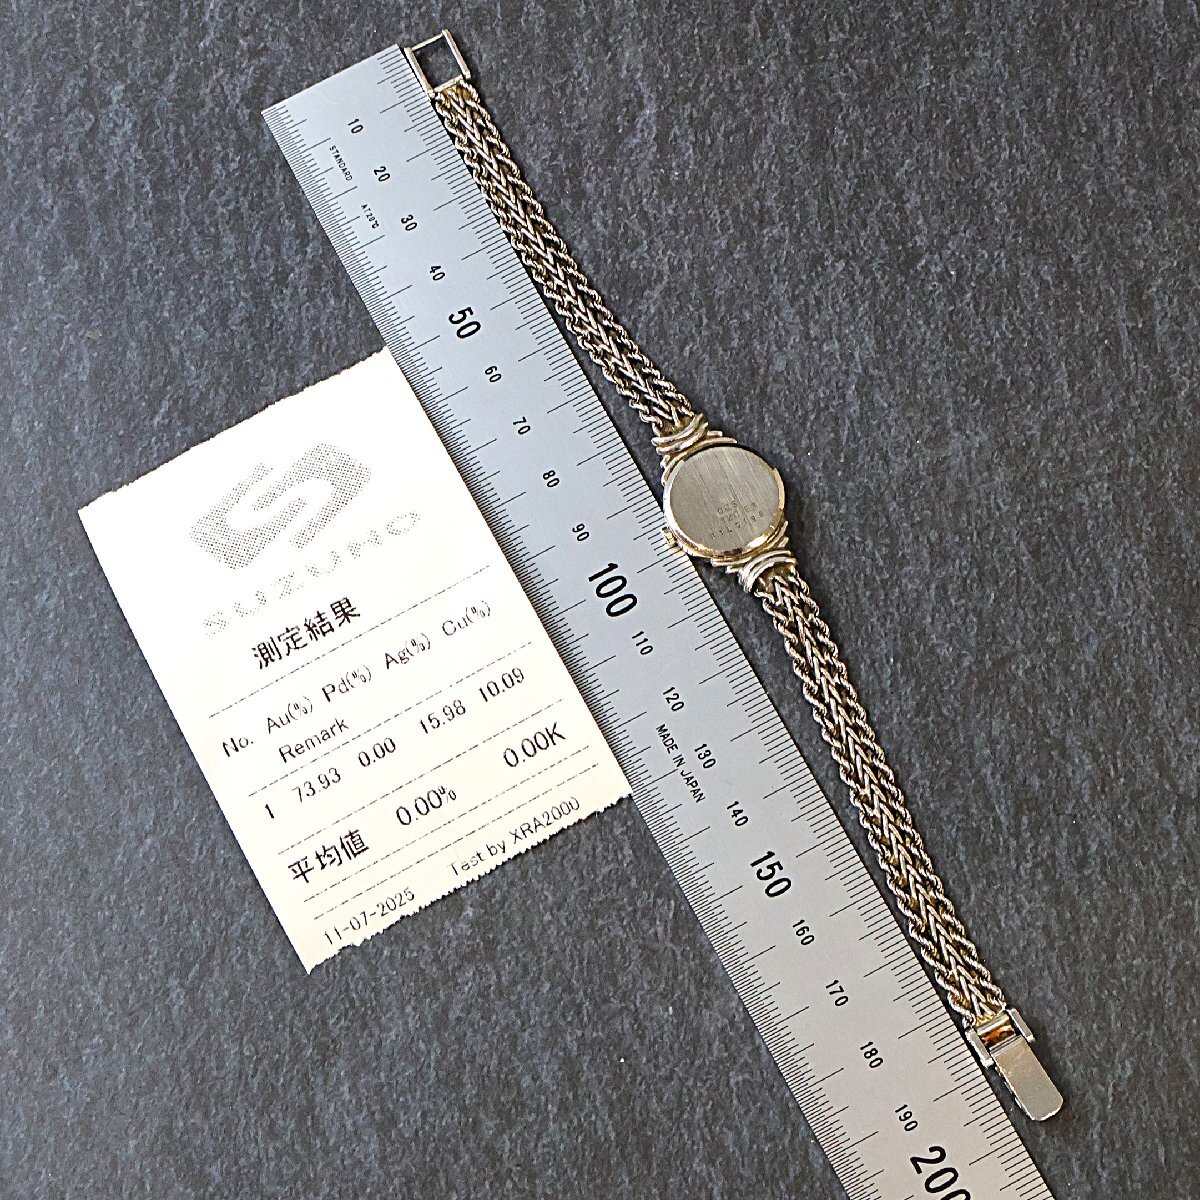 SUZUHO
測定結果
No. Au(%) Pd(%) Ag(%) Cu(%)
Remark
1 73.93 0.00 15.98 10.09
平均値 0.00% 0.00K
11-07-2025 Test by XRA2000
10
STANDARD
20
AT20℃
30
40
50
60
70
80
90
100
110
120
MADE IN JAPAN
130
140
150
160
170
180
190
200